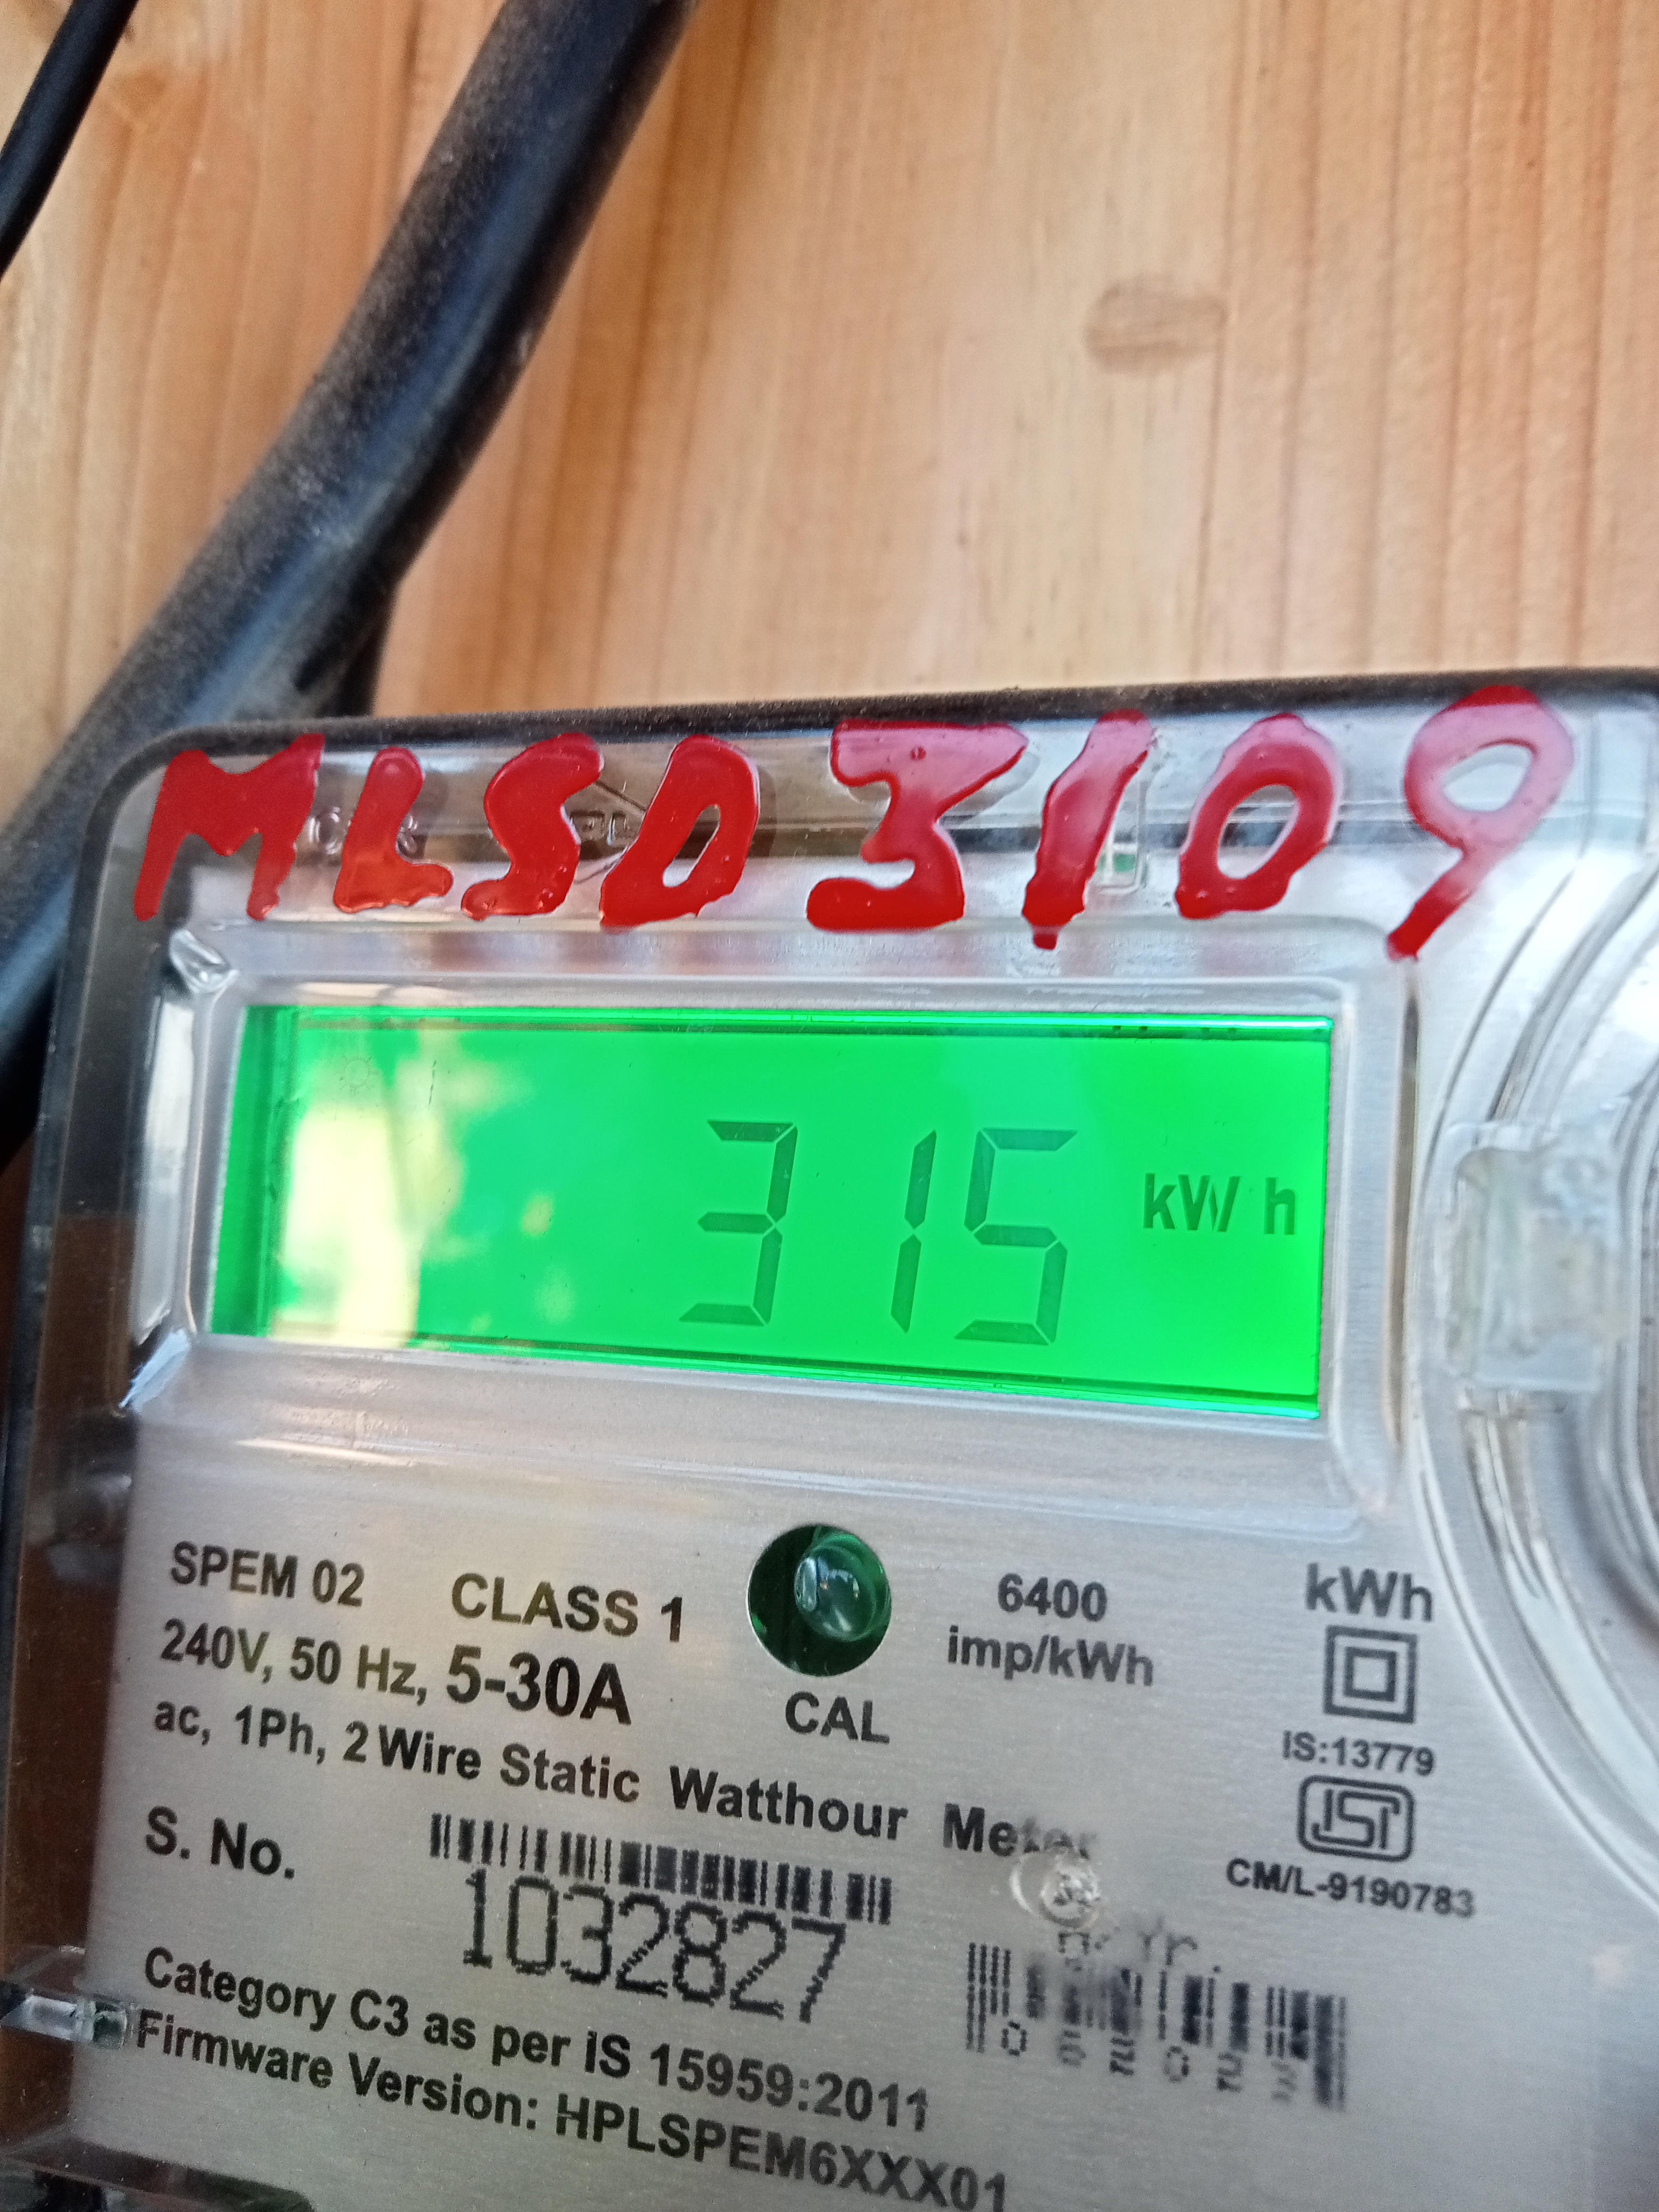 MLSD3109
315 kWh
SPEM 02 CLASS 1
240V, 50 Hz, 5-30A
ac, 1Ph, 2 Wire Static Watthour Meter
CAL
6400
imp/kWh
kWh
IS:13779
ISI
CM/L-9190783
S. No.
1032827
Yr.
Category C3 as per IS 15959:2011
Firmware Version: HPLSPEM6XXX01